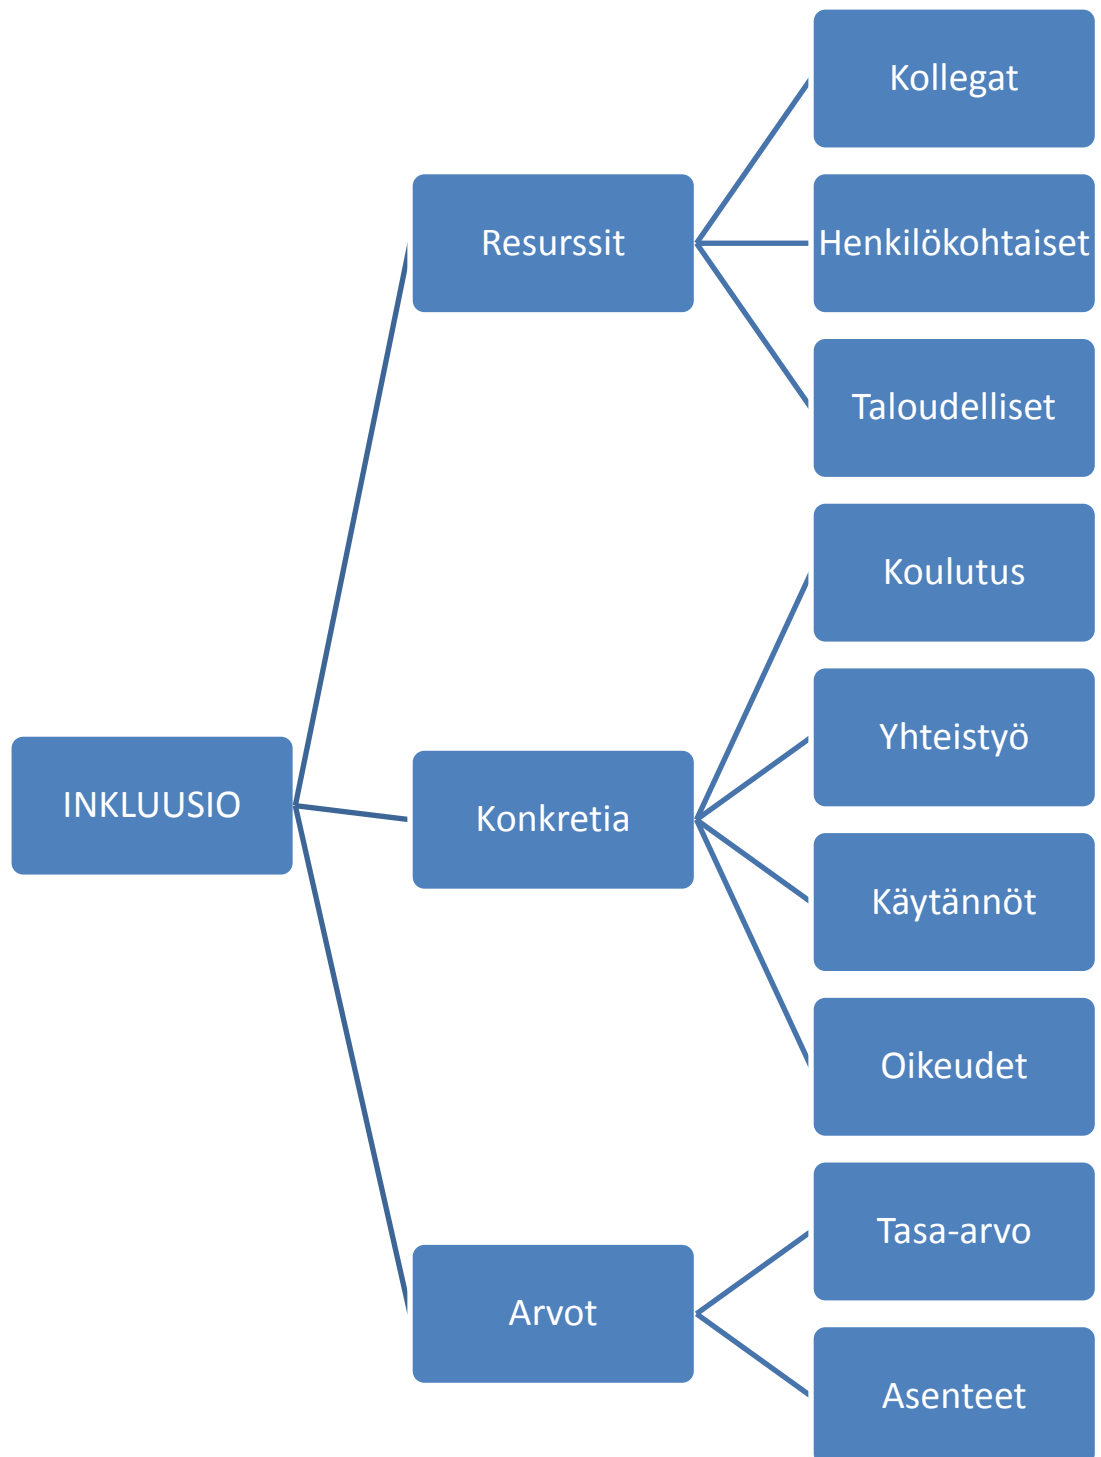 INKLUUSIO
Resurssit
Kollegat
Henkilökohtaiset
Taloudelliset
Konkretia
Koulutus
Yhteistyö
Käytännöt
Oikeudet
Arvot
Tasa-arvo
Asenteet